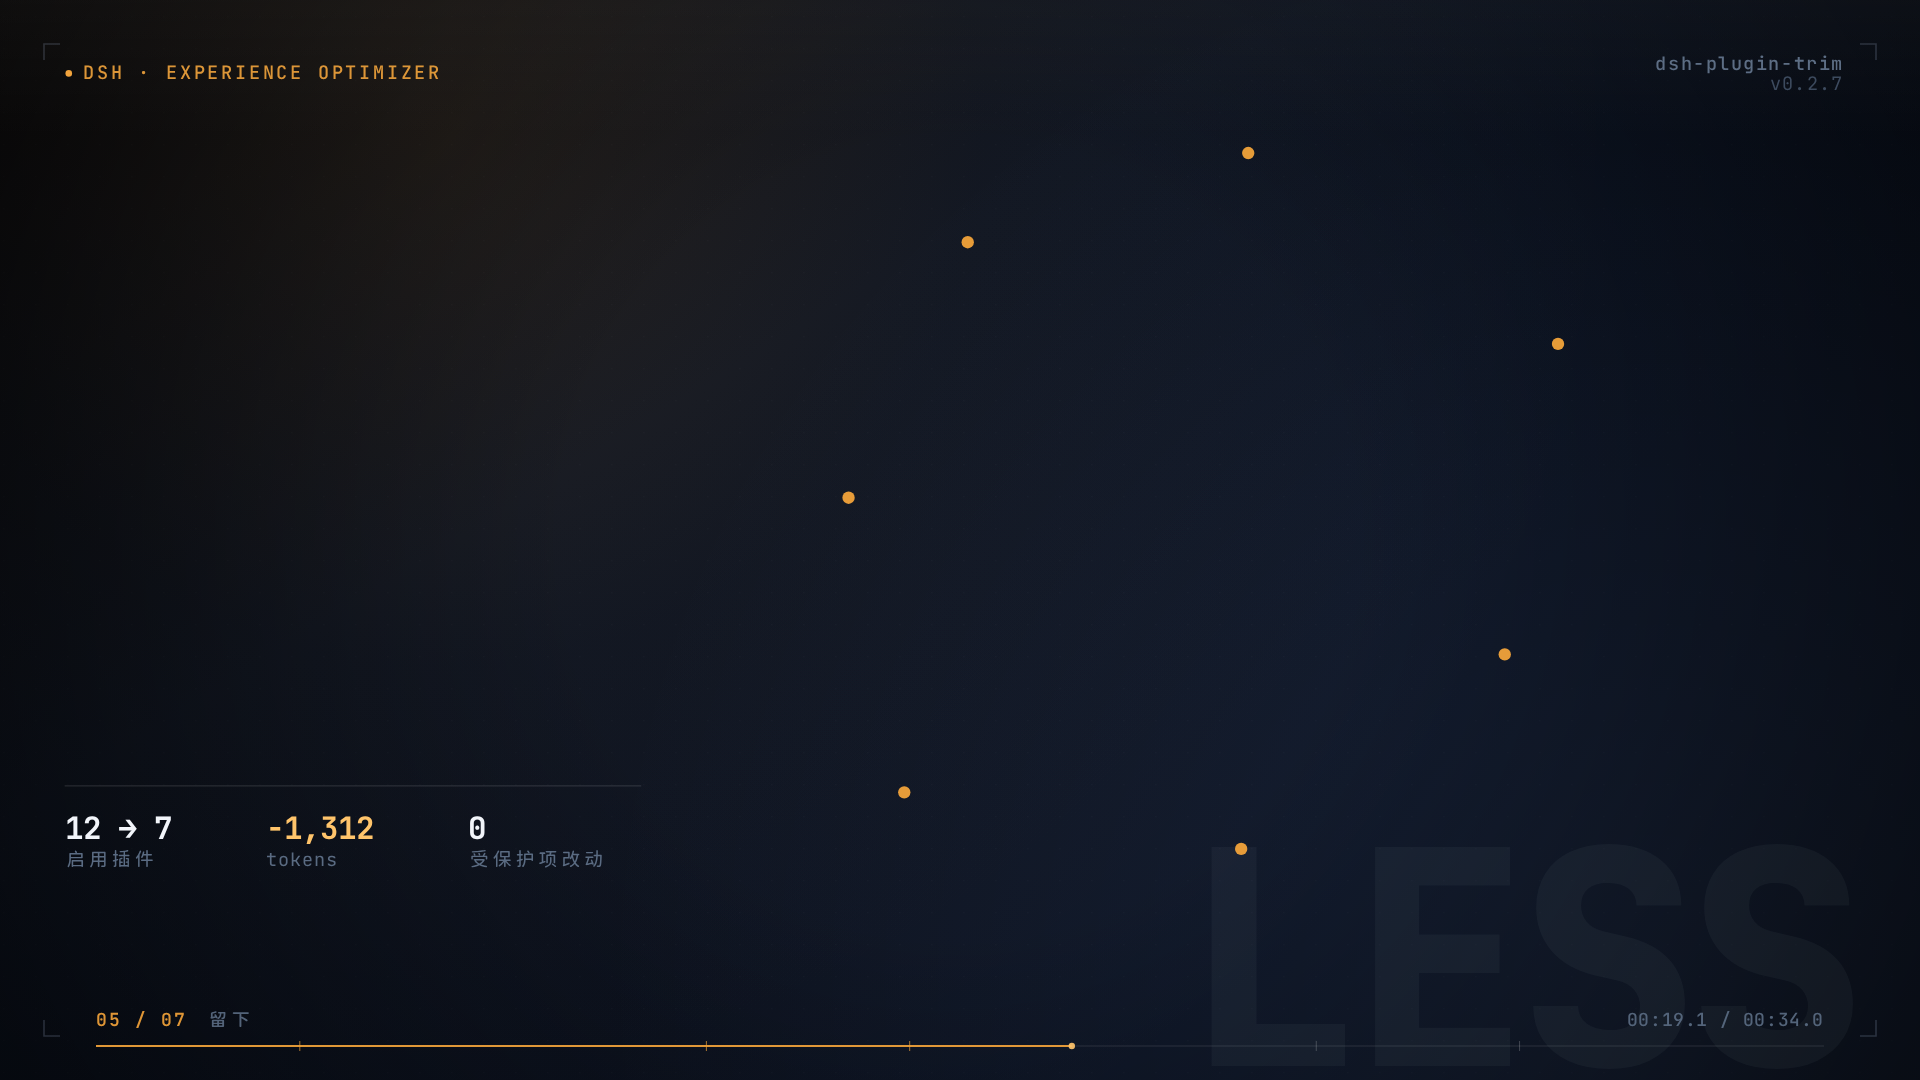 DSH · EXPERIENCE OPTIMIZER
dsh-plugin-trim
v0.2.7
12 → 7
启用插件
-1,312
tokens
0
受保护项改动
LESS
05 / 07 留下
00:19.1 / 00:34.0